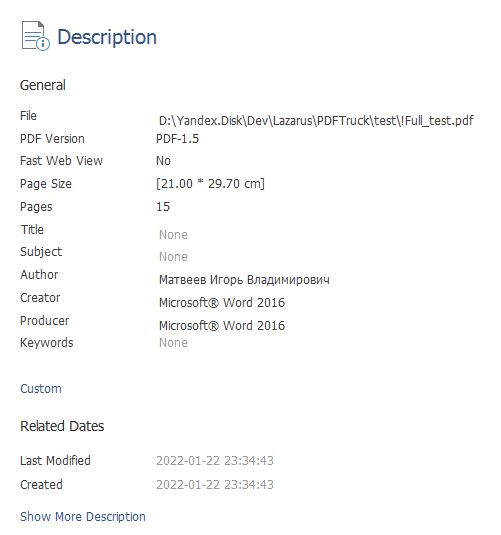 Description
General
File D:\Yandex.Disk\Dev\Lazarus\PDFTruck\test\!Full_test.pdf
PDF Version PDF-1.5
Fast Web View No
Page Size [21.00 * 29.70 cm]
Pages 15
Title None
Subject None
Author Матвеев Игорь Владимирович
Creator Microsoft® Word 2016
Producer Microsoft® Word 2016
Keywords None
Custom
Related Dates
Last Modified 2022-01-22 23:34:43
Created 2022-01-22 23:34:43
Show More Description